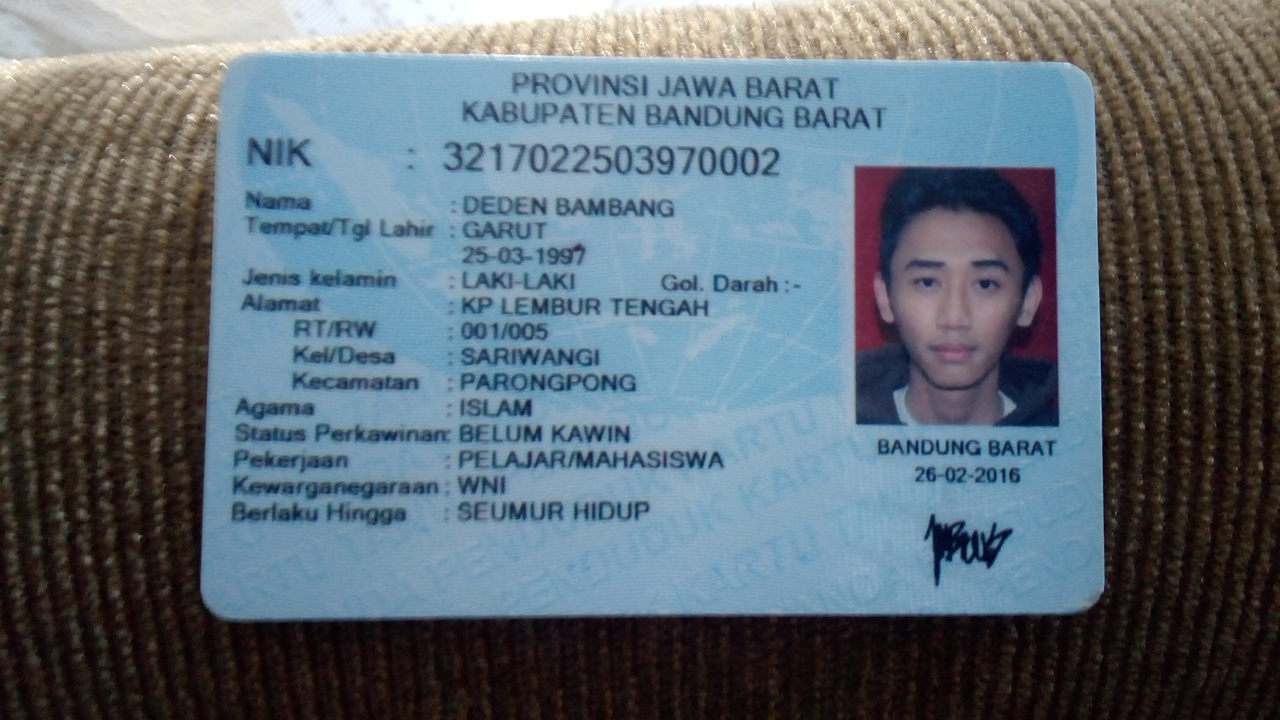 PROVINSI JAWA BARAT
KABUPATEN BANDUNG BARAT
NIK : 3217022503970002
Nama : DEDEN BAMBANG
Tempat/Tgl Lahir : GARUT
25-03-1997
Jenis kelamin : LAKI-LAKI Gol. Darah : -
Alamat : KP LEMBUR TENGAH
RT/RW : 001/005
Kel/Desa : SARIWANGI
Kecamatan : PARONGPONG
Agama : ISLAM
Status Perkawinan: BELUM KAWIN
Pekerjaan : PELAJAR/MAHASISWA
Kewarganegaraan : WNI
Berlaku Hingga : SEUMUR HIDUP
BANDUNG BARAT
26-02-2016